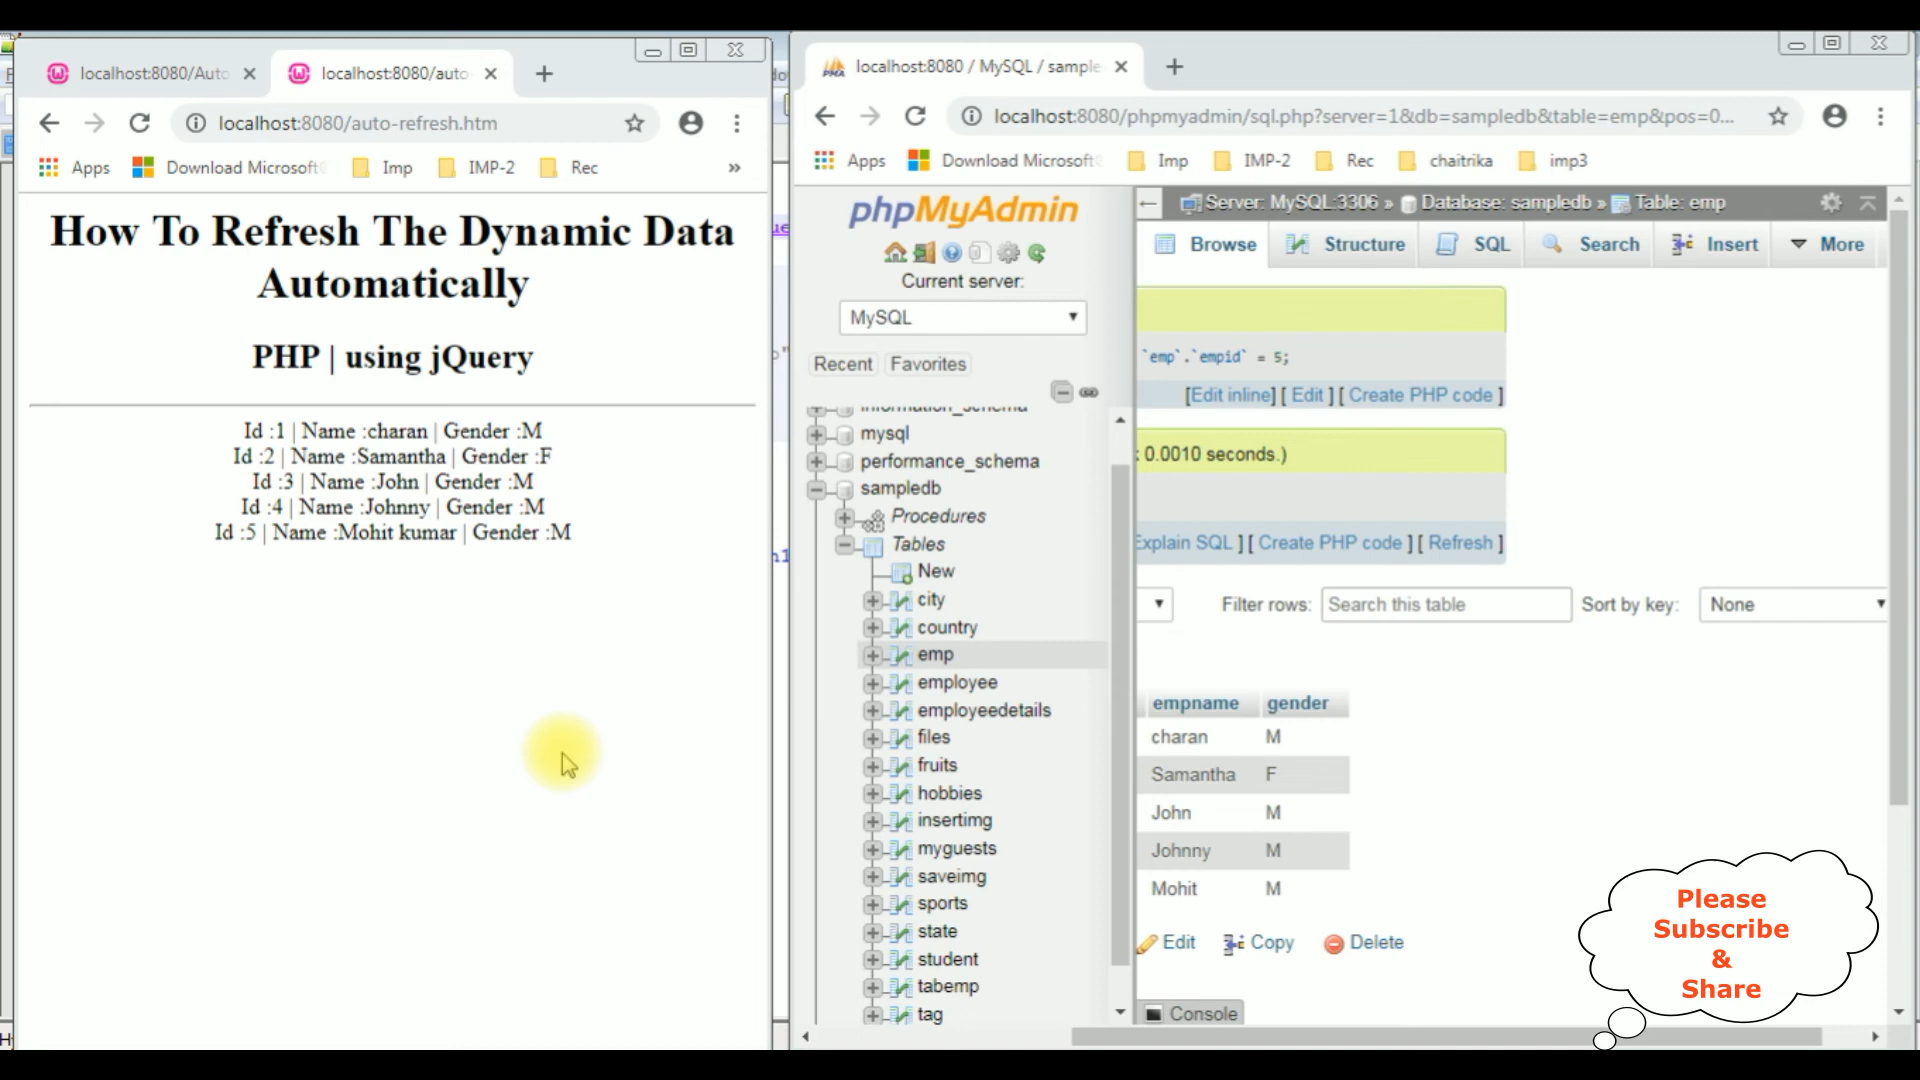 localhost:8080/Auto
localhost:8080/auto
localhost:8080/auto-refresh.htm
Apps
Download Microsoft
Imp
IMP-2
Rec
»
How To Refresh The Dynamic Data
Automatically
PHP | using jQuery
Id :1 | Name :charan | Gender :M
Id :2 | Name :Samantha | Gender :F
Id :3 | Name :John | Gender :M
Id :4 | Name :Johnny | Gender :M
Id :5 | Name :Mohit kumar | Gender :M
localhost:8080 / MySQL / sample
localhost:8080/phpmyadmin/sql.php?server=1&db=sampledb&table=emp&pos=0...
Apps
Download Microsoft
Imp
IMP-2
Rec
chaitrika
imp3
phpMyAdmin
Current server:
MySQL
Recent
Favorites
information_schema
mysql
performance_schema
sampledb
Procedures
Tables
New
city
country
emp
employee
employeedetails
files
fruits
hobbies
insertimg
myguests
saveimg
sports
state
student
tabemp
tag
Server: MySQL:3306 » Database: sampledb » Table: emp
Browse
Structure
SQL
Search
Insert
More
`emp`.`empid` = 5;
[Edit inline] [ Edit ] [ Create PHP code ]
0.0010 seconds.)
Explain SQL ] [ Create PHP code ] [ Refresh ]
Filter rows:
Search this table
Sort by key:
None
empname gender
charan M
Samantha F
John M
Johnny M
Mohit M
Edit
Copy
Delete
Console
Please
Subscribe
&
Share